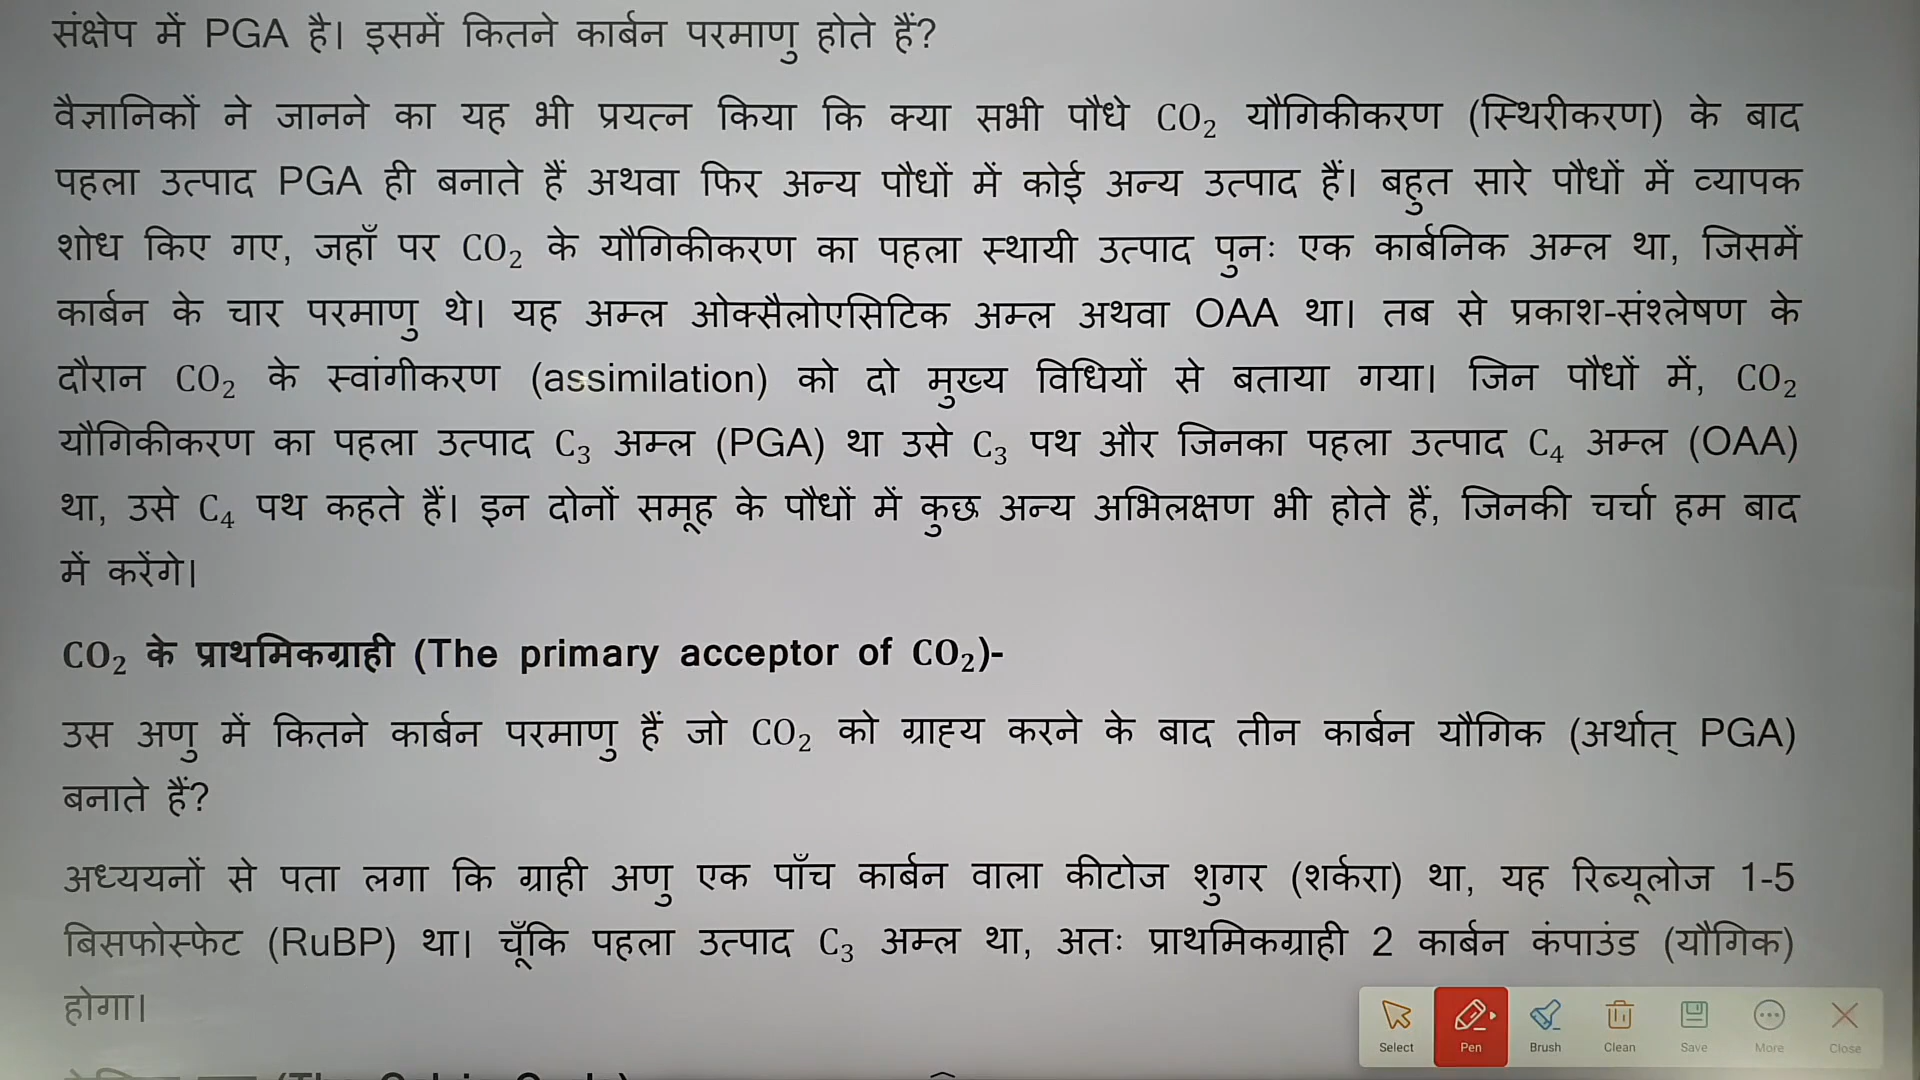 संक्षेप में PGA है। इसमें कितने कार्बन परमाणु होते हैं?
वैज्ञानिकों ने जानने का यह भी प्रयत्न किया कि क्या सभी पौधे CO₂ यौगिकीकरण (स्थिरीकरण) के बाद
पहला उत्पाद PGA ही बनाते हैं अथवा फिर अन्य पौधों में कोई अन्य उत्पाद हैं। बहुत सारे पौधों में व्यापक
शोध किए गए, जहाँ पर CO₂ के यौगिकीकरण का पहला स्थायी उत्पाद पुनः एक कार्बनिक अम्ल था, जिसमें
कार्बन के चार परमाणु थे। यह अम्ल ओक्सैलोएसिटिक अम्ल अथवा OAA था। तब से प्रकाश-संश्लेषण के
दौरान CO₂ के स्वांगीकरण (assimilation) को दो मुख्य विधियों से बताया गया। जिन पौधों में, CO₂
यौगिकीकरण का पहला उत्पाद C₃ अम्ल (PGA) था उसे C₃ पथ और जिनका पहला उत्पाद C₄ अम्ल (OAA)
था, उसे C₄ पथ कहते हैं। इन दोनों समूह के पौधों में कुछ अन्य अभिलक्षण भी होते हैं, जिनकी चर्चा हम बाद
में करेंगे।
CO₂ के प्राथमिकग्राही (The primary acceptor of CO₂)-
उस अणु में कितने कार्बन परमाणु हैं जो CO₂ को ग्राह्य करने के बाद तीन कार्बन यौगिक (अर्थात् PGA)
बनाते हैं?
अध्ययनों से पता लगा कि ग्राही अणु एक पाँच कार्बन वाला कीटोज शुगर (शर्करा) था, यह रिब्यूलोज 1-5
बिसफोस्फेट (RuBP) था। चूँकि पहला उत्पाद C₃ अम्ल था, अतः प्राथमिकग्राही 2 कार्बन कंपाउंड (यौगिक)
होगा।
Select Pen Brush Clean Save More Close